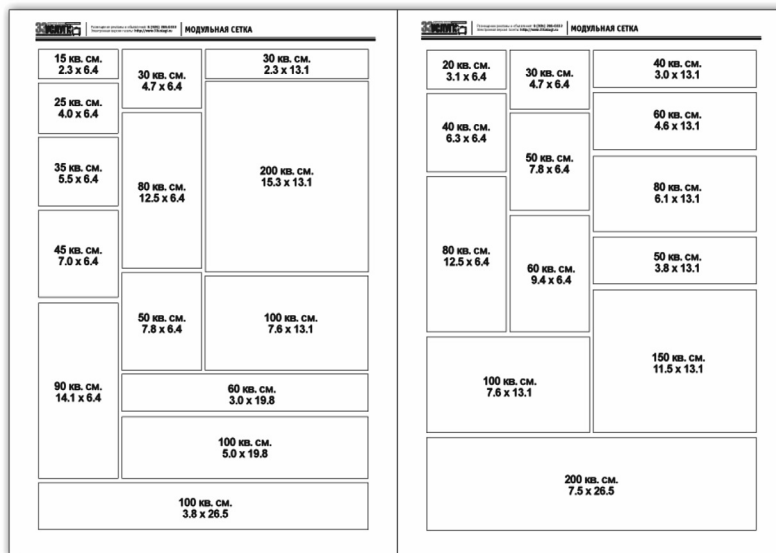 33УСЛУГ
МОДУЛЬНАЯ СЕТКА
15 кв. см.
2.3 x 6.4
25 кв. см.
4.0 x 6.4
35 кв. см.
5.5 x 6.4
45 кв. см.
7.0 x 6.4
90 кв. см.
14.1 x 6.4
30 кв. см.
4.7 x 6.4
80 кв. см.
12.5 x 6.4
50 кв. см.
7.8 x 6.4
30 кв. см.
2.3 x 13.1
200 кв. см.
15.3 x 13.1
100 кв. см.
7.6 x 13.1
60 кв. см.
3.0 x 19.8
100 кв. см.
5.0 x 19.8
100 кв. см.
3.8 x 26.5
МОДУЛЬНАЯ СЕТКА
20 кв. см.
3.1 x 6.4
40 кв. см.
6.3 x 6.4
80 кв. см.
12.5 x 6.4
30 кв. см.
4.7 x 6.4
50 кв. см.
7.8 x 6.4
60 кв. см.
9.4 x 6.4
40 кв. см.
3.0 x 13.1
60 кв. см.
4.6 x 13.1
80 кв. см.
6.1 x 13.1
50 кв. см.
3.8 x 13.1
150 кв. см.
11.5 x 13.1
100 кв. см.
7.6 x 13.1
200 кв. см.
7.5 x 26.5